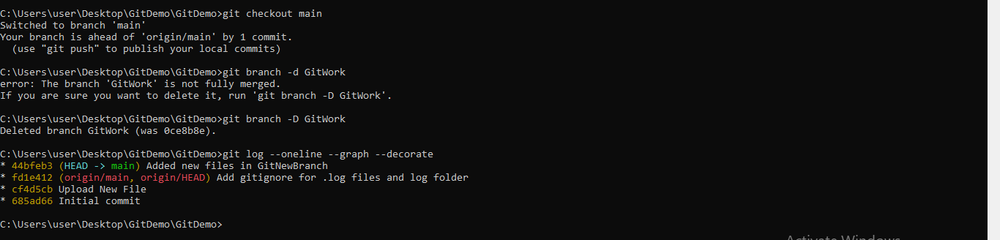 C:\Users\user\Desktop\GitDemo\GitDemo>git checkout main
Switched to branch 'main'
Your branch is ahead of 'origin/main' by 1 commit.
  (use "git push" to publish your local commits)
C:\Users\user\Desktop\GitDemo\GitDemo>git branch -d GitWork
error: The branch 'GitWork' is not fully merged.
If you are sure you want to delete it, run 'git branch -D GitWork'.
C:\Users\user\Desktop\GitDemo\GitDemo>git branch -D GitWork
Deleted branch GitWork (was 0ce8b8e).
C:\Users\user\Desktop\GitDemo\GitDemo>git log --oneline --graph --decorate
* 44bfeb3 (HEAD -> main) Added new files in GitNewBranch
* fd1e412 (origin/main, origin/HEAD) Add gitignore for .log files and log folder
* cf4d5cb Upload New File
* 685ad66 Initial commit
C:\Users\user\Desktop\GitDemo\GitDemo>
Activate Windows